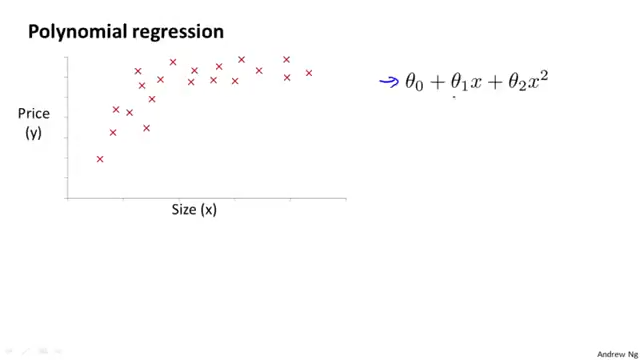 Polynomial regression
→ θ₀ + θ₁x + θ₂x²
Price
(y)
Size (x)
Andrew Ng